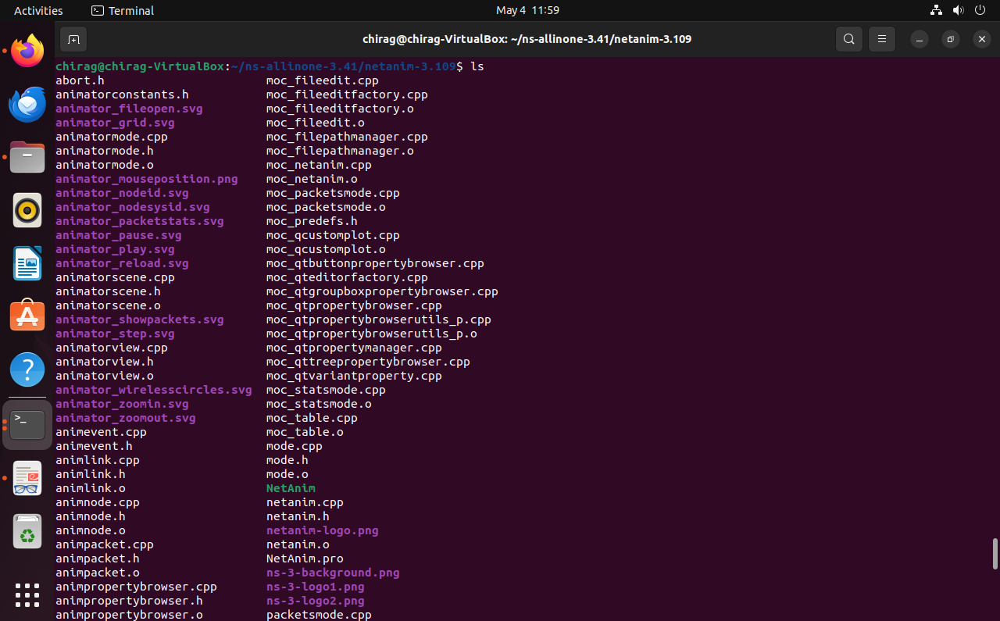 Activities Terminal May 4 11:59
chirag@chirag-VirtualBox: ~/ns-allinone-3.41/netanim-3.109
chirag@chirag-VirtualBox:~/ns-allinone-3.41/netanim-3.109$ ls
abort.h moc_fileedit.cpp
animatorconstants.h moc_fileeditfactory.cpp
animator_fileopen.svg moc_fileeditfactory.o
animator_grid.svg moc_fileedit.o
animatormode.cpp moc_filepathmanager.cpp
animatormode.h moc_filepathmanager.o
animatormode.o moc_netanim.cpp
animator_mouseposition.png moc_netanim.o
animator_nodeid.svg moc_packetsmode.cpp
animator_nodesysid.svg moc_packetsmode.o
animator_packetstats.svg moc_predefs.h
animator_pause.svg moc_qcustomplot.cpp
animator_play.svg moc_qcustomplot.o
animator_reload.svg moc_qtbuttonpropertybrowser.cpp
animatorscene.cpp moc_qteditorfactory.cpp
animatorscene.h moc_qtgroupboxpropertybrowser.cpp
animatorscene.o moc_qtpropertybrowser.cpp
animator_showpackets.svg moc_qtpropertybrowserutils_p.cpp
animator_step.svg moc_qtpropertybrowserutils_p.o
animatorview.cpp moc_qtpropertymanager.cpp
animatorview.h moc_qttreepropertybrowser.cpp
animatorview.o moc_qtvariantproperty.cpp
animator_wirelesscircles.svg moc_statsmode.cpp
animator_zoomin.svg moc_statsmode.o
animator_zoomout.svg moc_table.cpp
animevent.cpp moc_table.o
animevent.h mode.cpp
animlink.cpp mode.h
animlink.h mode.o
animlink.o NetAnim
animnode.cpp netanim.cpp
animnode.h netanim.h
animnode.o netanim-logo.png
animpacket.cpp netanim.o
animpacket.h NetAnim.pro
animpacket.o ns-3-background.png
animpropertybrowser.cpp ns-3-logo1.png
animpropertybrowser.h ns-3-logo2.png
animpropertybrowser.o packetsmode.cpp